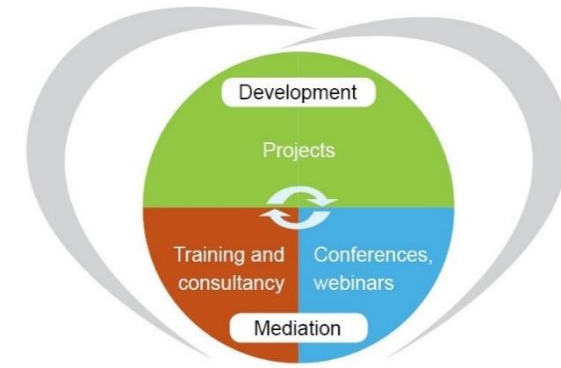 Development
Projects
Training and
consultancy
Conferences,
webinars
Mediation